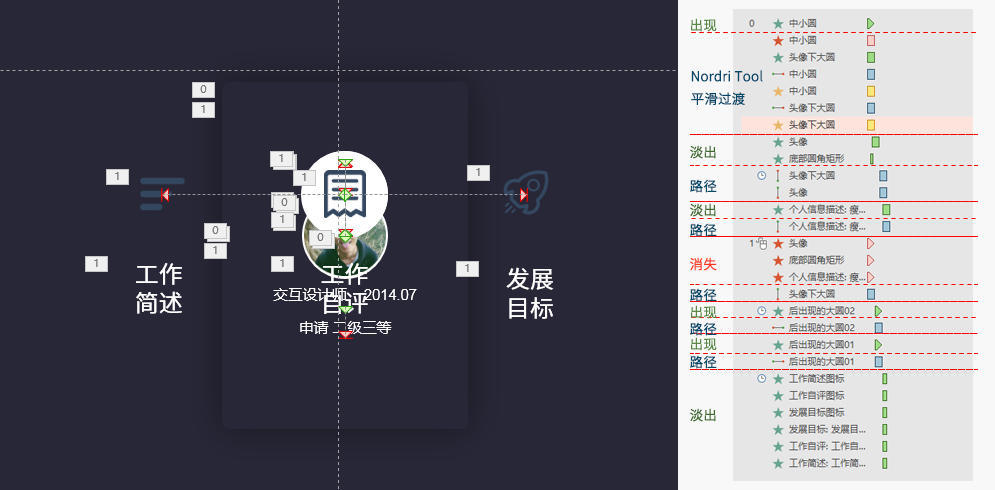 0
1
1
1
1
1
0
1
0
1
0
1
1
1
工作
简述
工作
自评
发展
目标
交互设计师 2014.07
申请 二级三等
出现
Nordri Tool
平滑过渡
淡出
路径
淡出
路径
消失
路径
出现
路径
出现
路径
淡出
0 中小圆
中小圆
头像下大圆
中小圆
中小圆
头像下大圆
头像下大圆
头像
底部圆角矩形
头像下大圆
头像
个人信息描述: 瘦...
个人信息描述: 瘦...
1 头像
底部圆角矩形
个人信息描述: 瘦...
头像下大圆
后出现的大圆02
后出现的大圆02
后出现的大圆01
后出现的大圆01
工作简述图标
工作自评图标
发展目标图标
发展目标: 发展目...
工作自评: 工作自...
工作简述: 工作简...